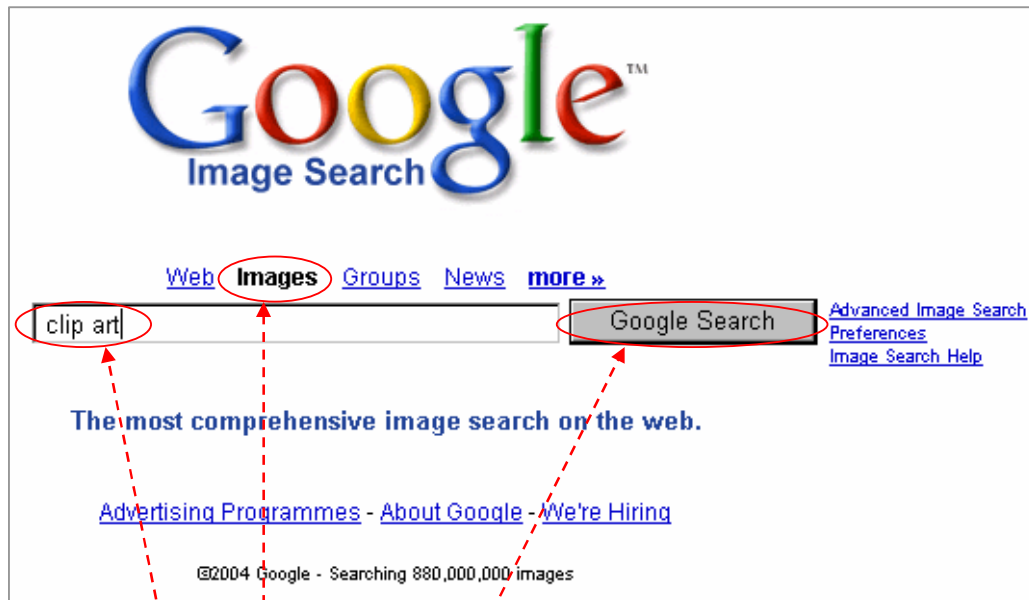 Google™
Image Search
Web Images Groups News more »
clip art Google Search Advanced Image Search
Preferences
Image Search Help
The most comprehensive image search on the web.
Advertising Programmes - About Google - We're Hiring
©2004 Google - Searching 880,000,000 images